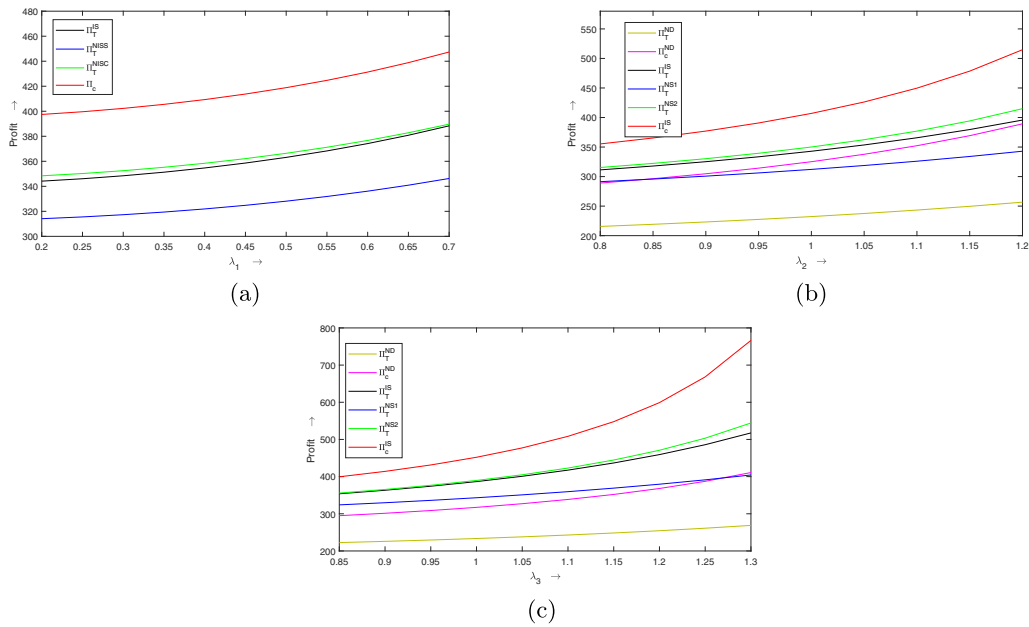 480
460
440
420
400
380
360
340
320
300
Profit →
Π_T^IS
Π_T^NISS
Π_T^NISC
Π_c
0.2 0.25 0.3 0.35 0.4 0.45 0.5 0.55 0.6 0.65 0.7
λ_1 →
(a)
550
500
450
400
350
300
250
200
Profit →
Π_T^ND
Π_c^ND
Π_T^IS
Π_T^NS1
Π_T^NS2
Π_c^IS
0.8 0.85 0.9 0.95 1 1.05 1.1 1.15 1.2
λ_2 →
(b)
800
700
600
500
400
300
200
Profit →
Π_T^ND
Π_c^ND
Π_T^IS
Π_T^NS1
Π_T^NS2
Π_c^IS
0.85 0.9 0.95 1 1.05 1.1 1.15 1.2 1.25 1.3
λ_3 →
(c)